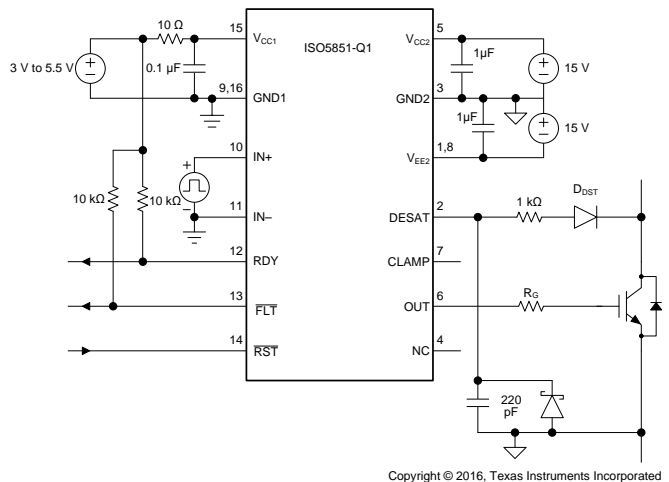 10 Ω
15
VCC1
ISO5851-Q1
VCC2
5
3 V to 5.5 V
+
−
0.1 µF
1µF
+
−
15 V
9,16
GND1
GND2
3
1µF
+
−
15 V
10
IN+
VEE2
1,8
+
−
10 kΩ
10 kΩ
11
IN–
DESAT
2
1 kΩ
DDST
12
RDY
CLAMP
7
13
FLT
OUT
6
RG
14
RST
NC
4
220
pF
Copyright © 2016, Texas Instruments Incorporated